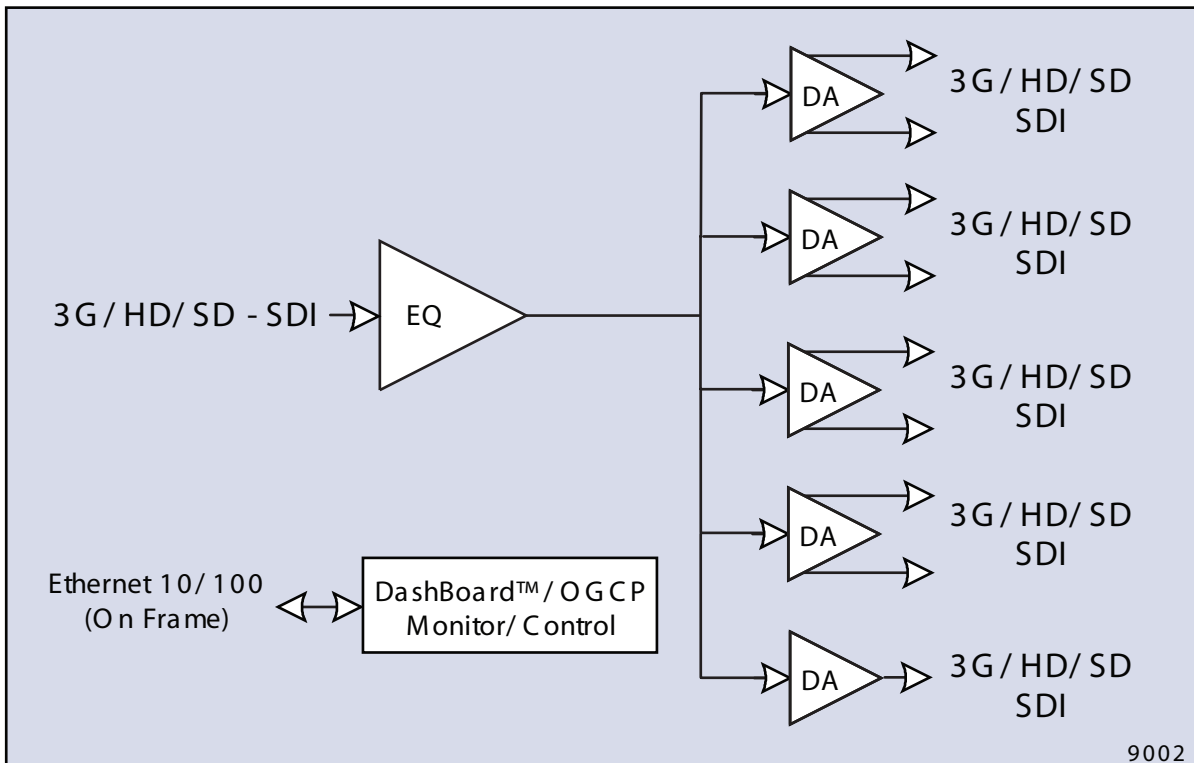 3G/HD/SD - SDI
EQ
DA
3G/HD/SD
SDI
DA
3G/HD/SD
SDI
DA
3G/HD/SD
SDI
DA
3G/HD/SD
SDI
DA
3G/HD/SD
SDI
Ethernet 10/100
(On Frame)
DashBoard™/OGCP
Monitor/Control
9002